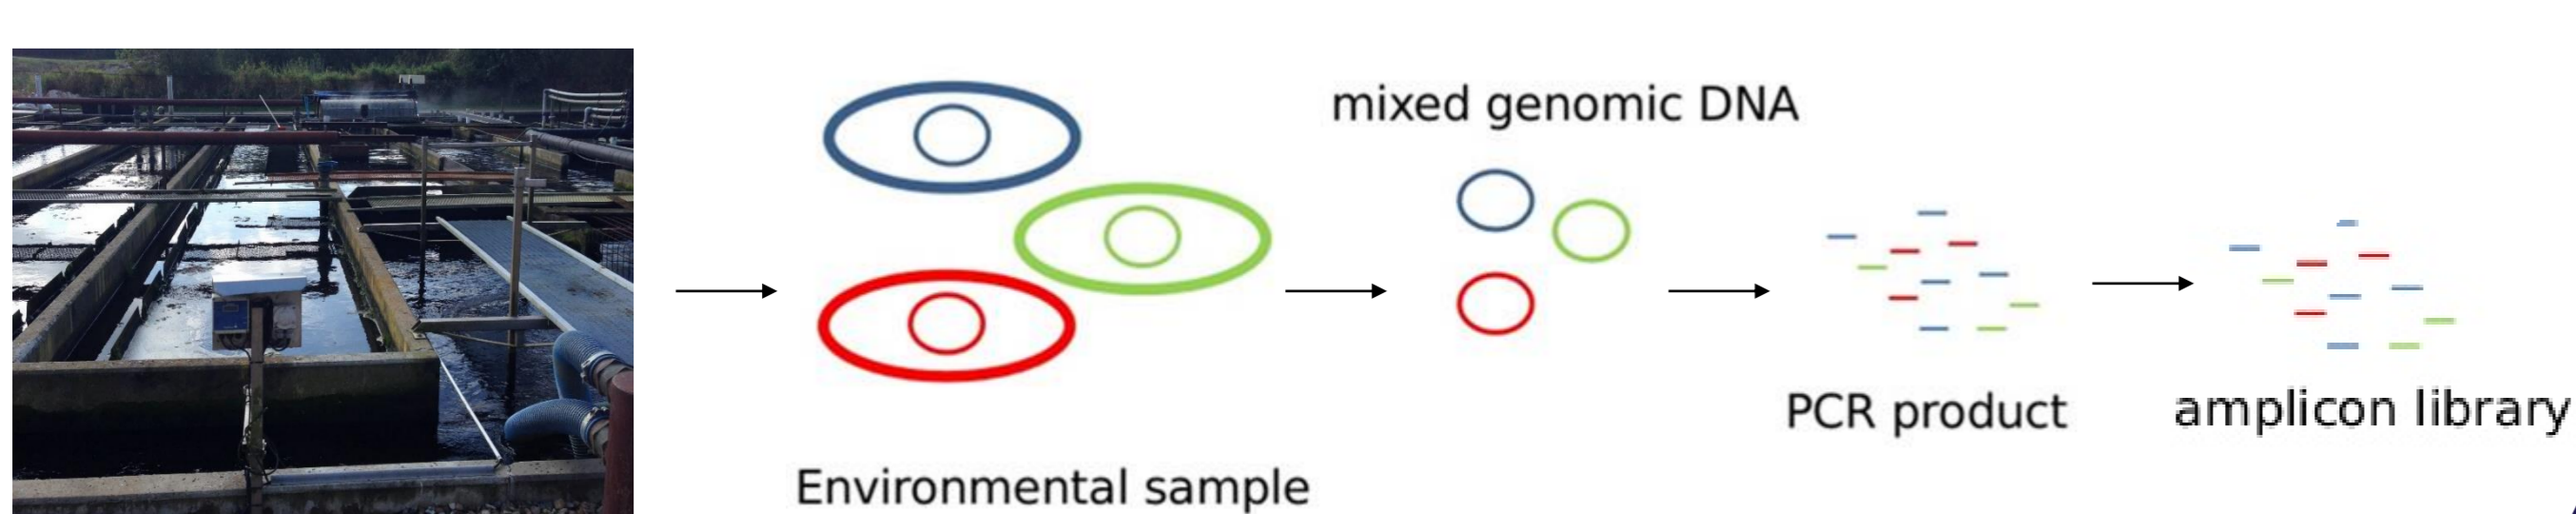 mixed genomic DNA
Environmental sample
PCR product
amplicon library